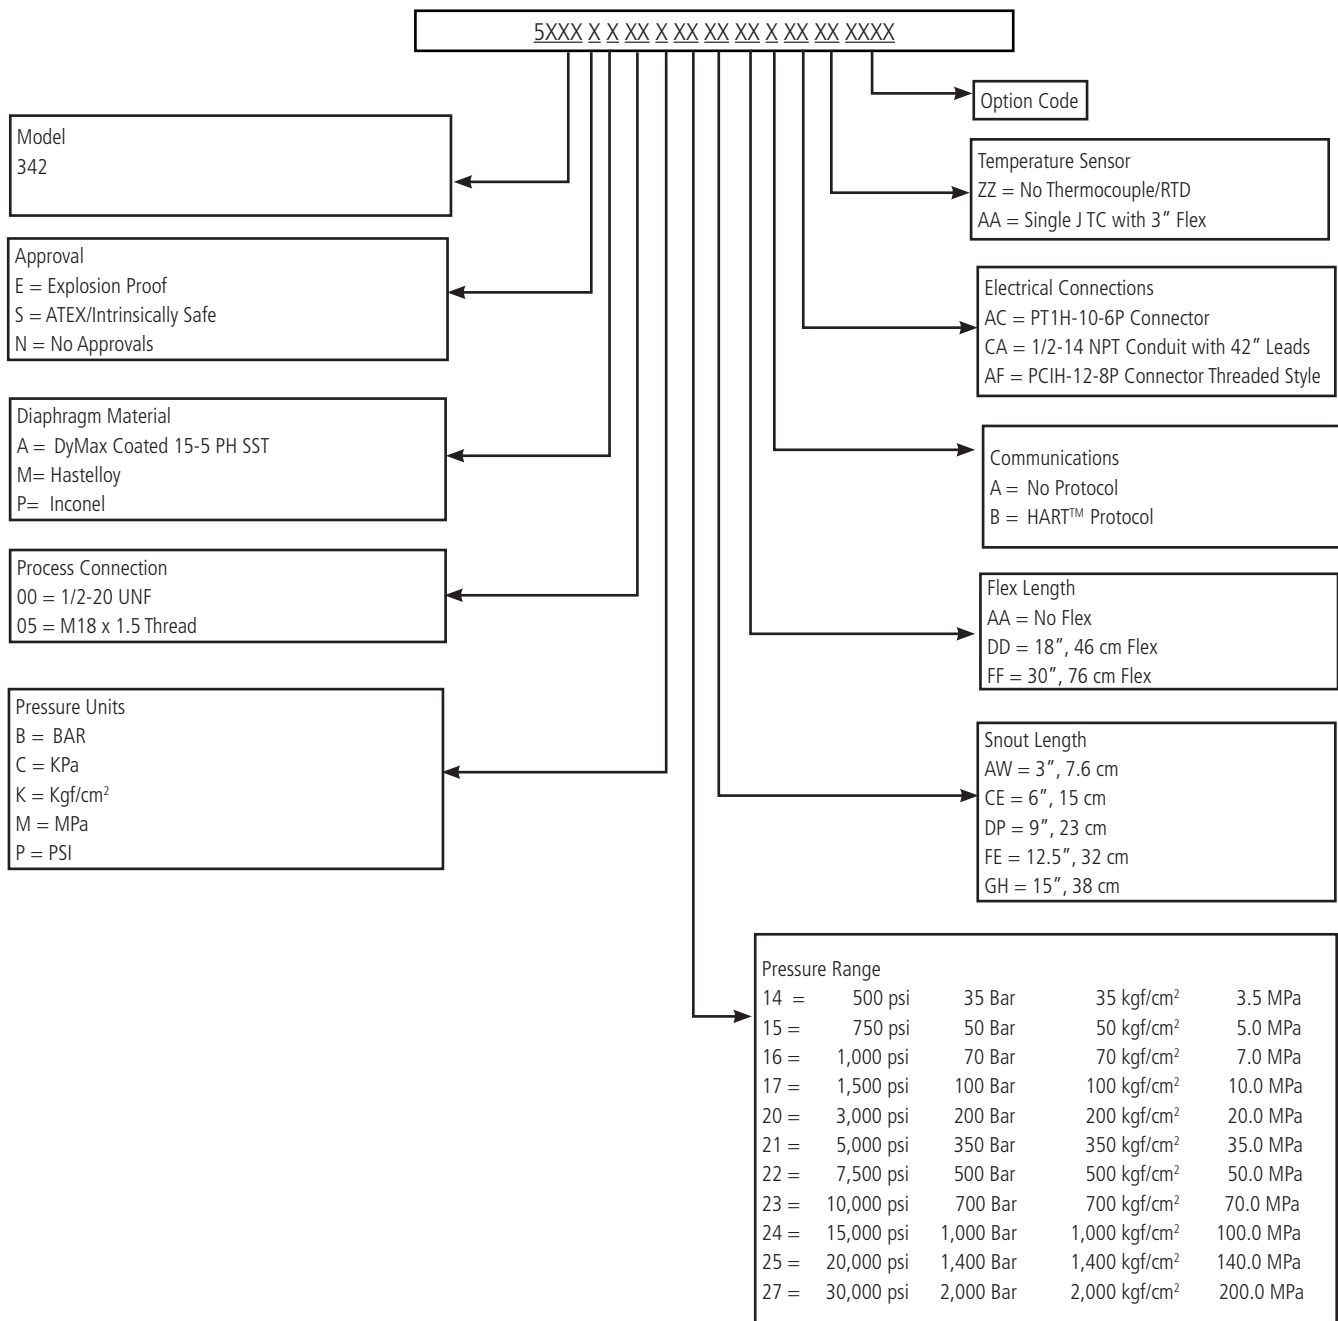 5XXX X X XX X XX XX XX X XX XX XXXX
Option Code
Model
342
Temperature Sensor
ZZ = No Thermocouple/RTD
AA = Single J TC with 3" Flex
Approval
E = Explosion Proof
S = ATEX/Intrinsically Safe
N = No Approvals
Electrical Connections
AC = PT1H-10-6P Connector
CA = 1/2-14 NPT Conduit with 42" Leads
AF = PCIH-12-8P Connector Threaded Style
Diaphragm Material
A = DyMax Coated 15-5 PH SST
M= Hastelloy
P= Inconel
Communications
A = No Protocol
B = HART™ Protocol
Process Connection
00 = 1/2-20 UNF
05 = M18 x 1.5 Thread
Flex Length
AA = No Flex
DD = 18", 46 cm Flex
FF = 30", 76 cm Flex
Pressure Units
B = BAR
C = KPa
K = Kgf/cm²
M = MPa
P = PSI
Snout Length
AW = 3", 7.6 cm
CE = 6", 15 cm
DP = 9", 23 cm
FE = 12.5", 32 cm
GH = 15", 38 cm
Pressure Range
14 = 500 psi 35 Bar 35 kgf/cm² 3.5 MPa
15 = 750 psi 50 Bar 50 kgf/cm² 5.0 MPa
16 = 1,000 psi 70 Bar 70 kgf/cm² 7.0 MPa
17 = 1,500 psi 100 Bar 100 kgf/cm² 10.0 MPa
20 = 3,000 psi 200 Bar 200 kgf/cm² 20.0 MPa
21 = 5,000 psi 350 Bar 350 kgf/cm² 35.0 MPa
22 = 7,500 psi 500 Bar 500 kgf/cm² 50.0 MPa
23 = 10,000 psi 700 Bar 700 kgf/cm² 70.0 MPa
24 = 15,000 psi 1,000 Bar 1,000 kgf/cm² 100.0 MPa
25 = 20,000 psi 1,400 Bar 1,400 kgf/cm² 140.0 MPa
27 = 30,000 psi 2,000 Bar 2,000 kgf/cm² 200.0 MPa